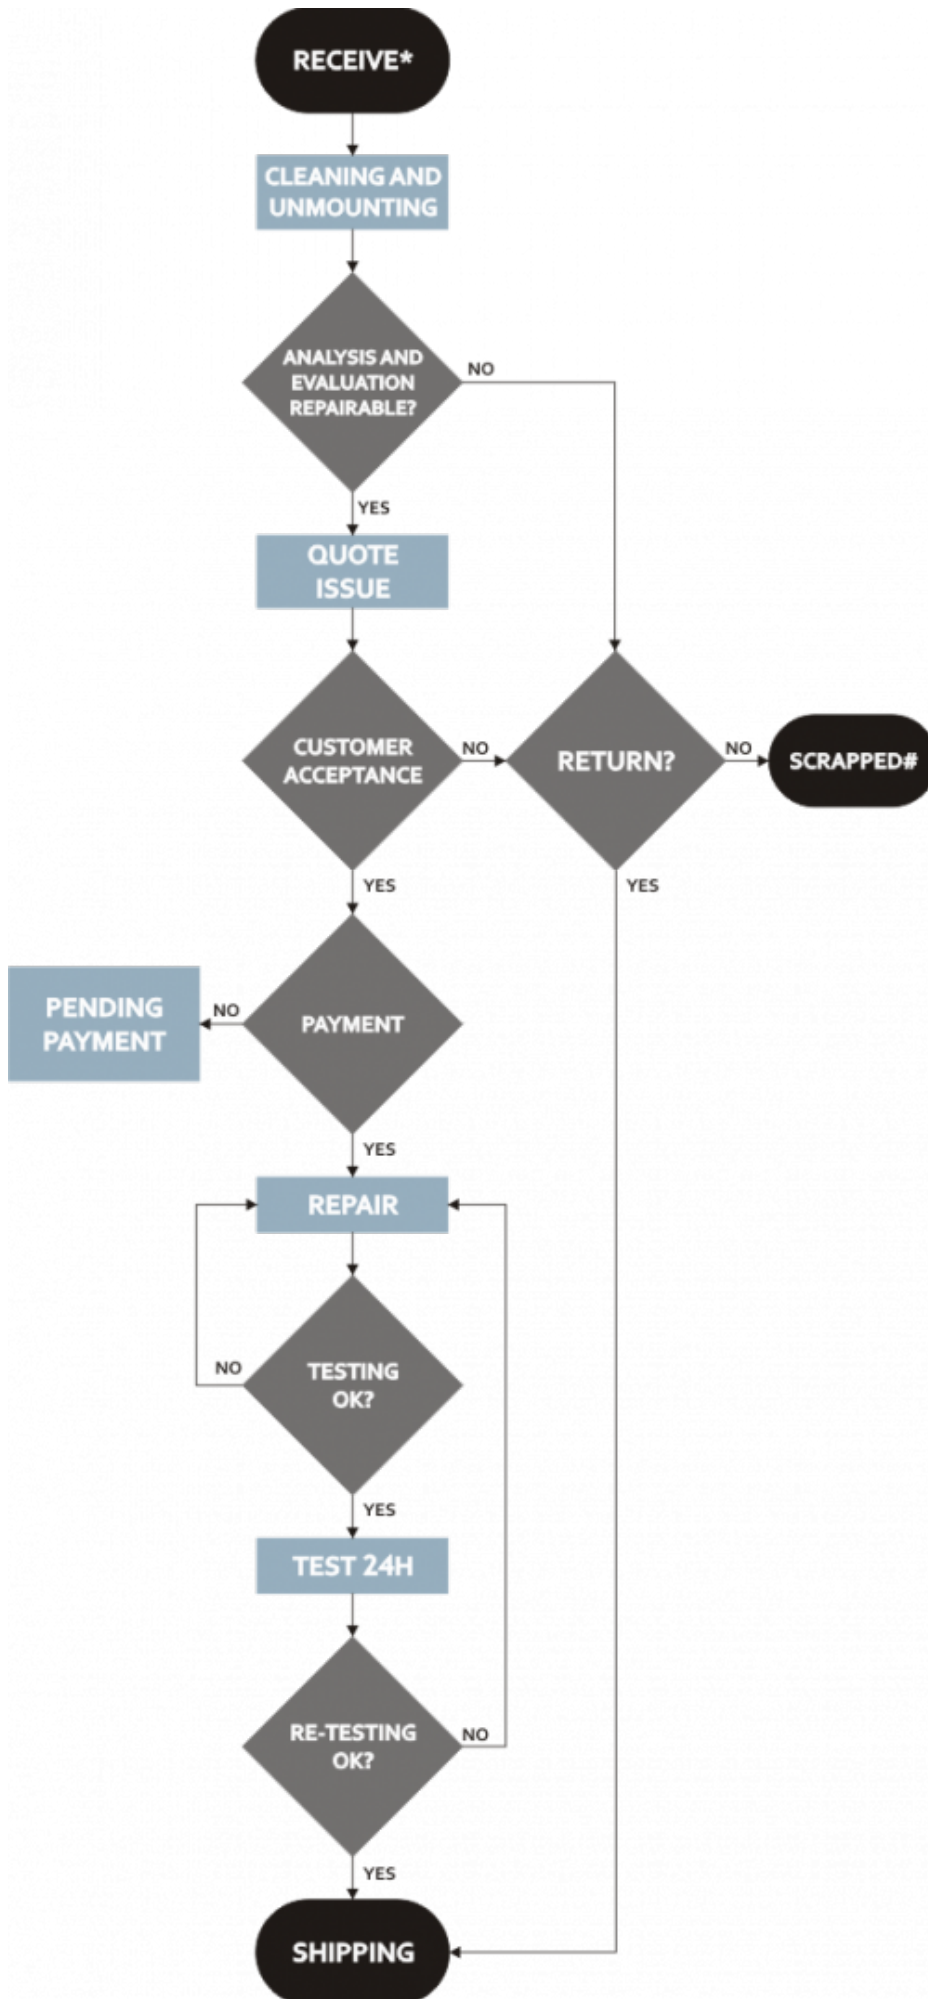 RECEIVE*
CLEANING AND
UNMOUNTING
ANALYSIS AND
EVALUATION
REPAIRABLE?
NO
YES
QUOTE
ISSUE
CUSTOMER
ACCEPTANCE
NO
RETURN?
NO
SCRAPPED#
YES
YES
PENDING
PAYMENT
NO
PAYMENT
YES
REPAIR
NO
TESTING
OK?
YES
TEST 24H
RE-TESTING
OK?
NO
YES
SHIPPING